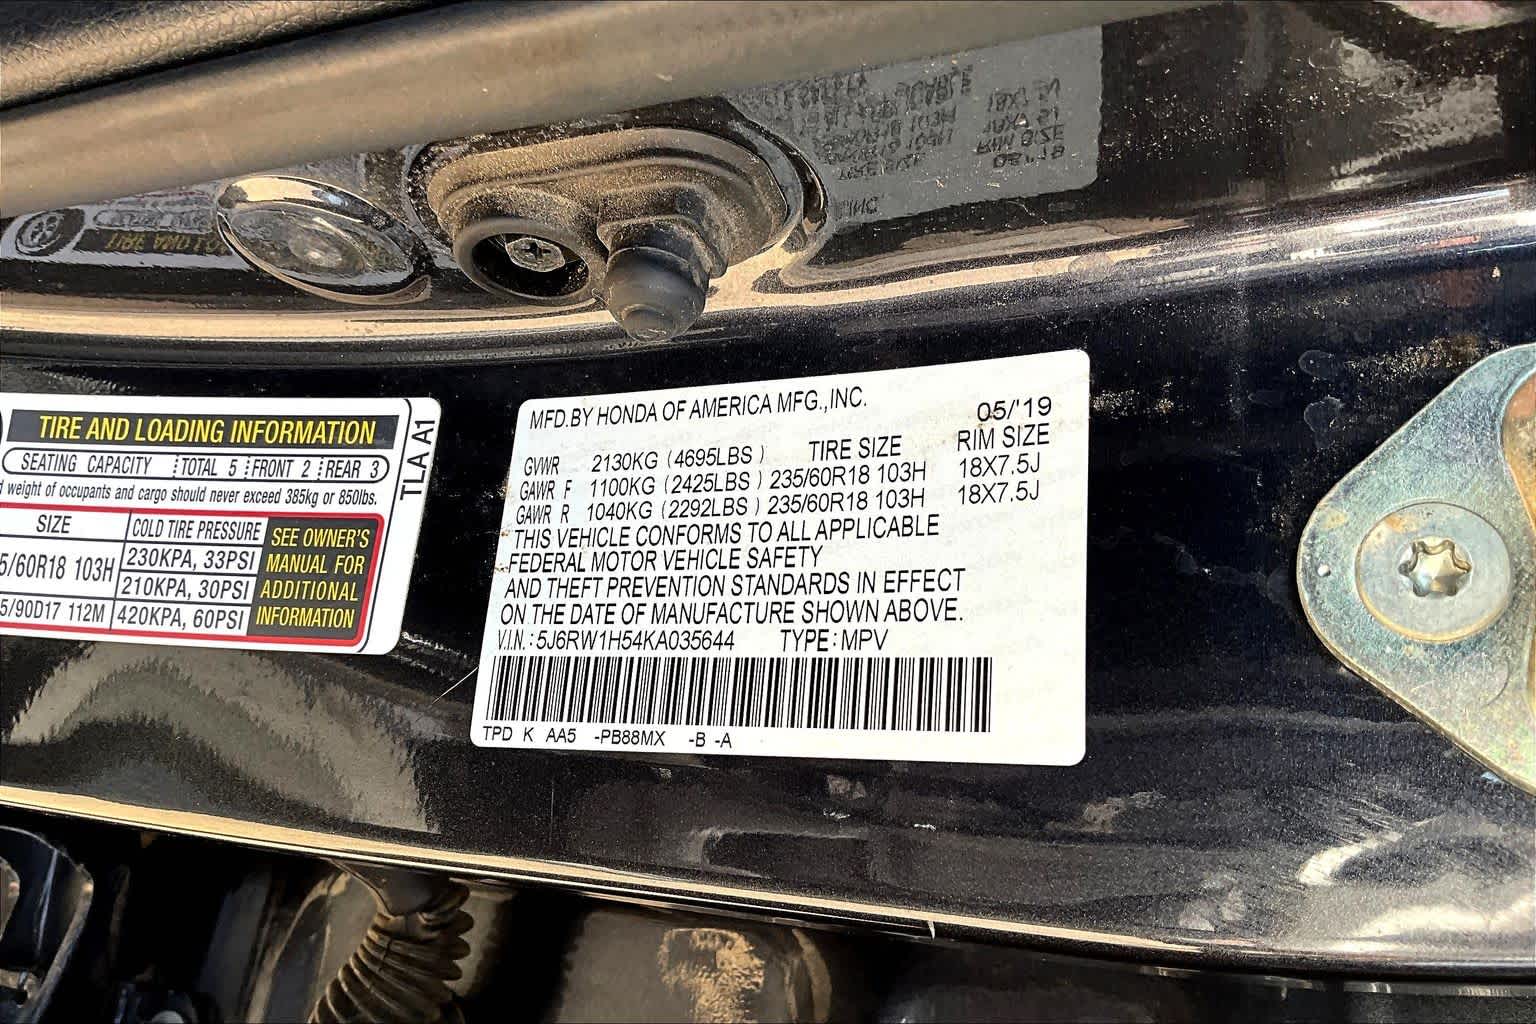 TIRE AND LOADING INFORMATION
SEATING CAPACITY TOTAL 5 FRONT 2 REAR 3
weight of occupants and cargo should never exceed 385kg or 850lbs.
SIZE COLD TIRE PRESSURE SEE OWNER'S
MANUAL FOR
ADDITIONAL
INFORMATION
5/60R18 103H 230KPA, 33PSI
210KPA, 30PSI
5/90D17 112M 420KPA, 60PSI
TLA A1
MFD.BY HONDA OF AMERICA MFG.,INC.
05/'19
GVWR 2130KG (4695LBS) TIRE SIZE RIM SIZE
GAWR F 1100KG (2425LBS) 235/60R18 103H 18X7.5J
GAWR R 1040KG (2292LBS) 235/60R18 103H 18X7.5J
THIS VEHICLE CONFORMS TO ALL APPLICABLE
FEDERAL MOTOR VEHICLE SAFETY
AND THEFT PREVENTION STANDARDS IN EFFECT
ON THE DATE OF MANUFACTURE SHOWN ABOVE.
V.I.N.: 5J6RW1H54KA035644 TYPE: MPV
TPD K AA5 -PB88MX -B -A